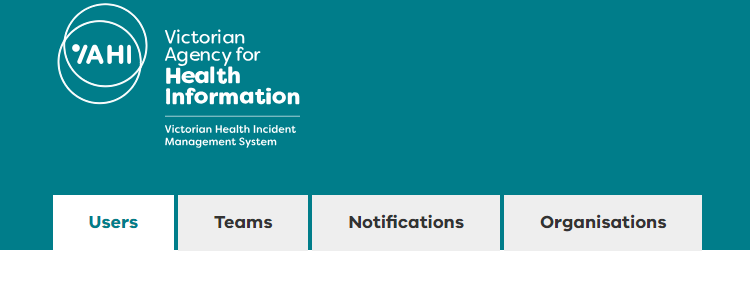 VAHI
Victorian
Agency for
Health
Information
Victorian Health Incident
Management System
Users
Teams
Notifications
Organisations